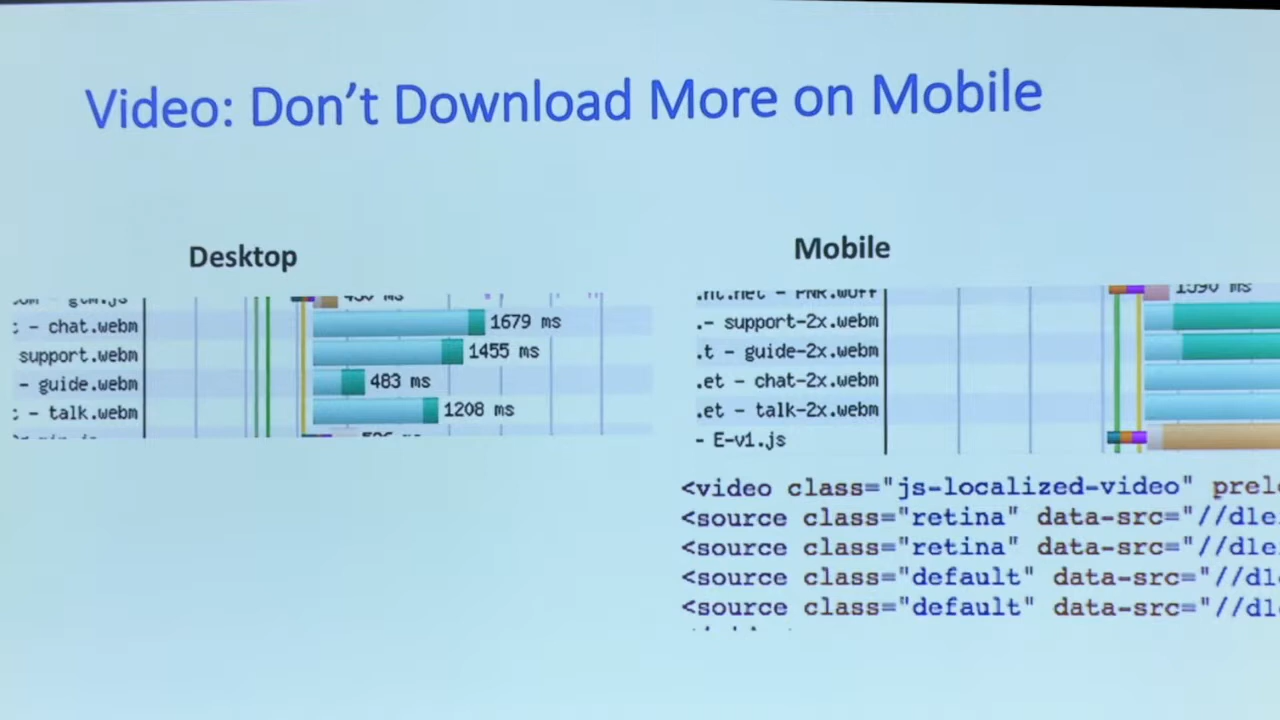 Video: Don't Download More on Mobile
Desktop
- chat.webm 1679 ms
support.webm 1455 ms
- guide.webm 483 ms
- talk.webm 1208 ms
Mobile
1590 ms
.- support-2x.webm
.t - guide-2x.webm
.et - chat-2x.webm
.et - talk-2x.webm
- E-v1.js
<video class="js-localized-video"
<source class="retina" data-src="//d1e
<source class="retina" data-src="//d1e
<source class="default" data-src="//d1
<source class="default" data-src="//d1